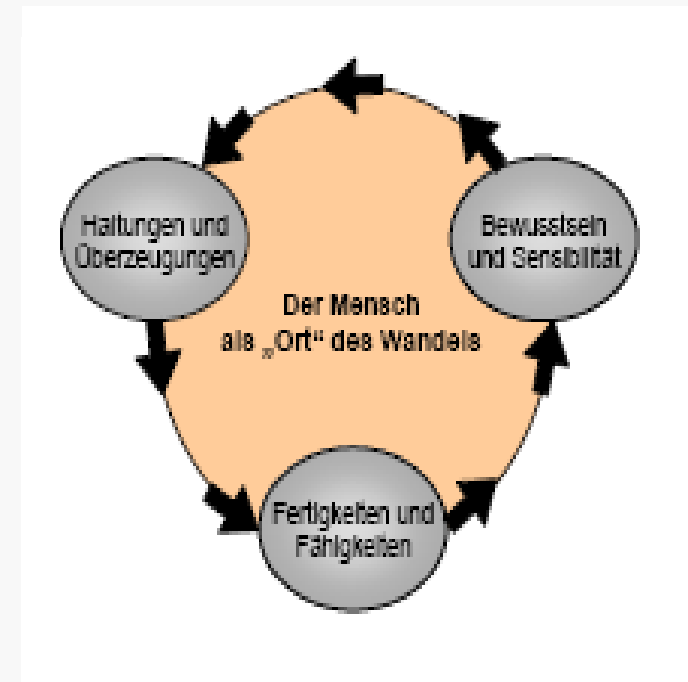 Haltungen und
Überzeugungen
Bewusstsein
und Sensibilität
Der Mensch
als „Ort“ des Wandels
Fertigkeiten und
Fähigkeiten